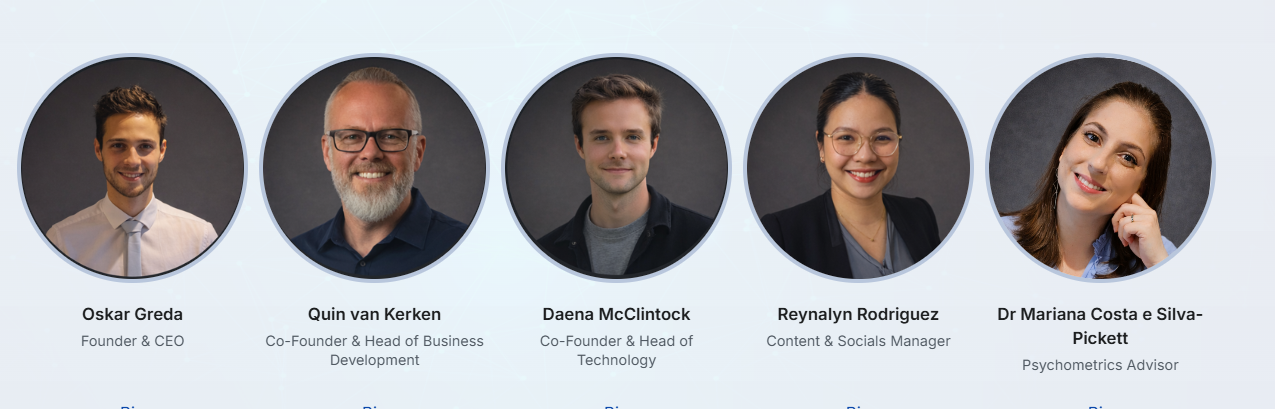 Oskar Greda
Founder & CEO
Quin van Kerken
Co-Founder & Head of Business
Development
Daena McClintock
Co-Founder & Head of
Technology
Reynalyn Rodriguez
Content & Socials Manager
Dr Mariana Costa e Silva-
Pickett
Psychometrics Advisor